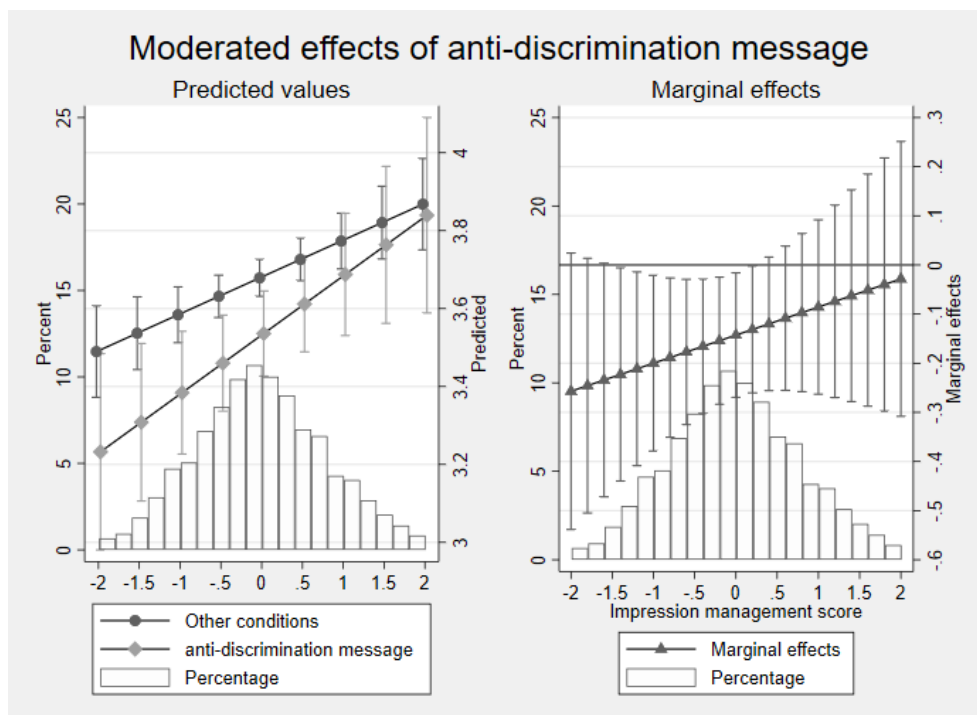 Moderated effects of anti-discrimination message
Predicted values
Marginal effects
25
20
15
10
5
0
Percent
4
3.8
3.6
3.4
3.2
3
Predicted
-2 -1.5 -1 -.5 0 .5 1 1.5 2
Other conditions
anti-discrimination message
Percentage
25
20
15
10
5
0
Percent
.3
.2
.1
0
-.1
-.2
-.3
-.4
-.5
-.6
Marginal effects
-2 -1.5 -1 -.5 0 .5 1 1.5 2
Impression management score
Marginal effects
Percentage